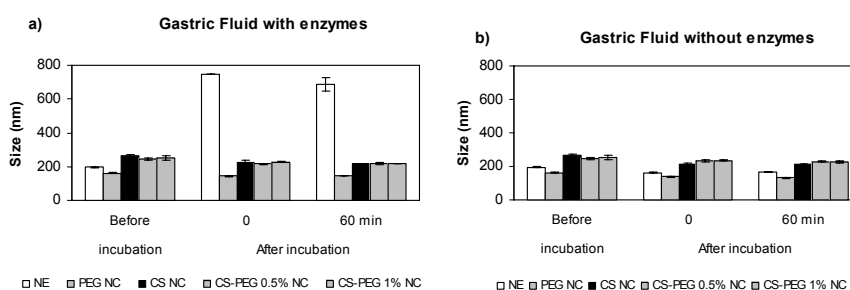 a)
Gastric Fluid with enzymes
Size (nm)
800
600
400
200
0
Before
incubation
0
60 min
After incubation
NE PEG NC CS NC CS-PEG 0.5% NC CS-PEG 1% NC
b)
Gastric Fluid without enzymes
Size (nm)
800
600
400
200
0
Before
incubation
0
60 min
After incubation
NE PEG NC CS NC CS-PEG 0.5% NC CS-PEG 1% NC